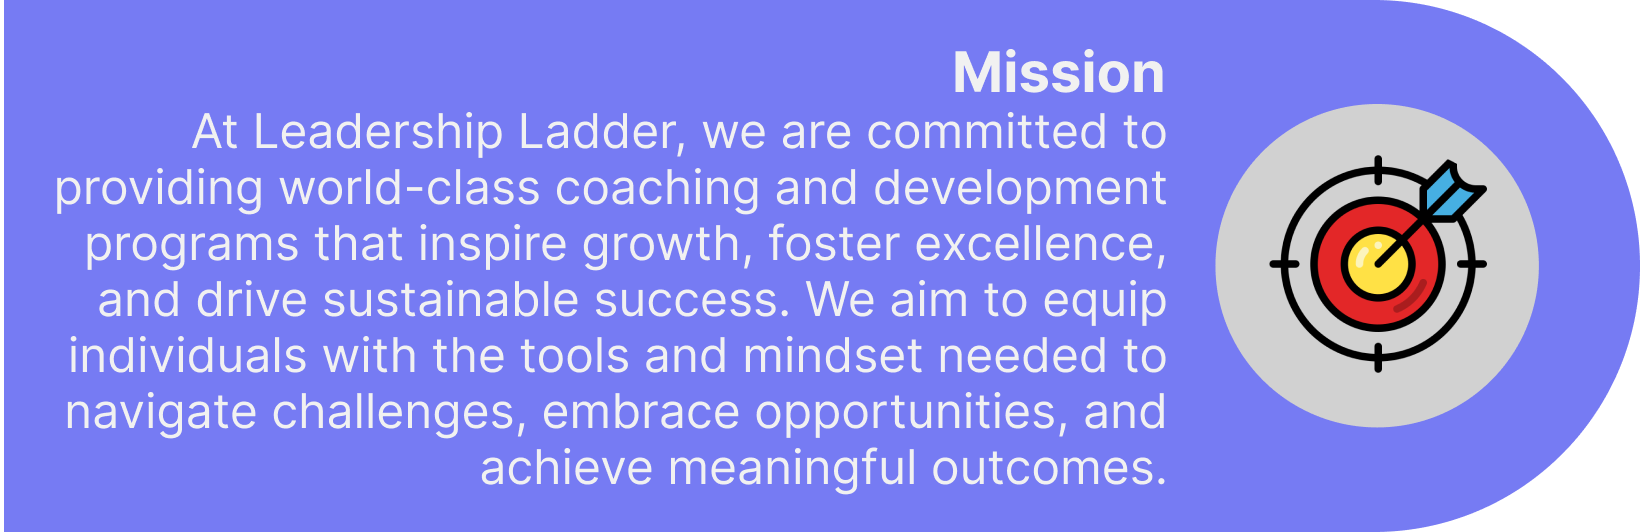 Mission
At Leadership Ladder, we are committed to
providing world-class coaching and development
programs that inspire growth, foster excellence,
and drive sustainable success. We aim to equip
individuals with the tools and mindset needed to
navigate challenges, embrace opportunities, and
achieve meaningful outcomes.